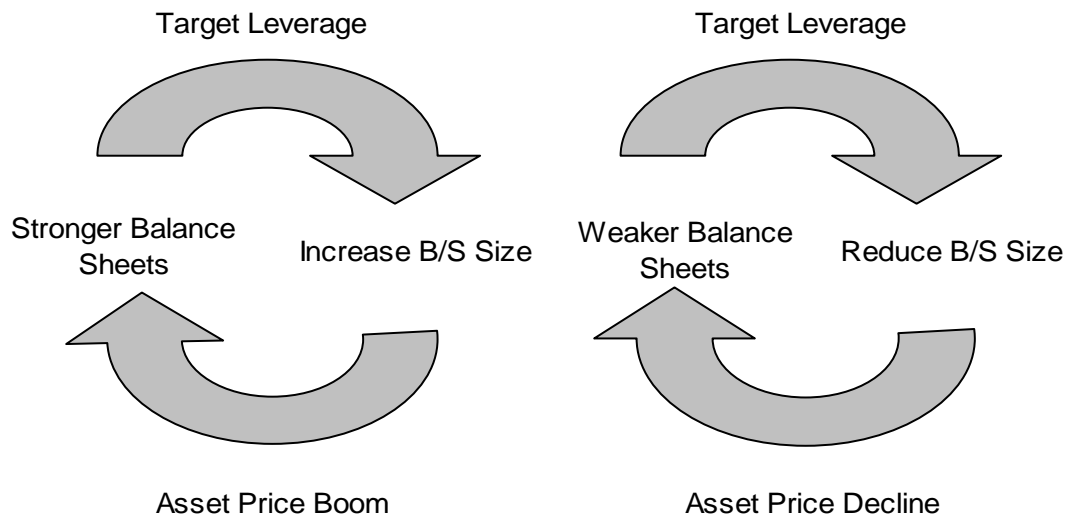 Target Leverage
Stronger Balance
Sheets
Increase B/S Size
Asset Price Boom
Target Leverage
Weaker Balance
Sheets
Reduce B/S Size
Asset Price Decline